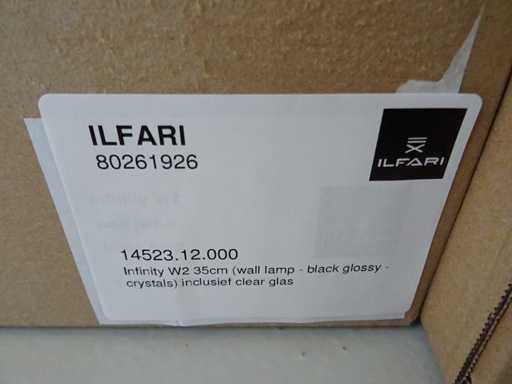 ILFARI
80261926
ILFARI
14523.12.000
Infinity W2 35cm (wall lamp - black glossy -
crystals) inclusief clear glas